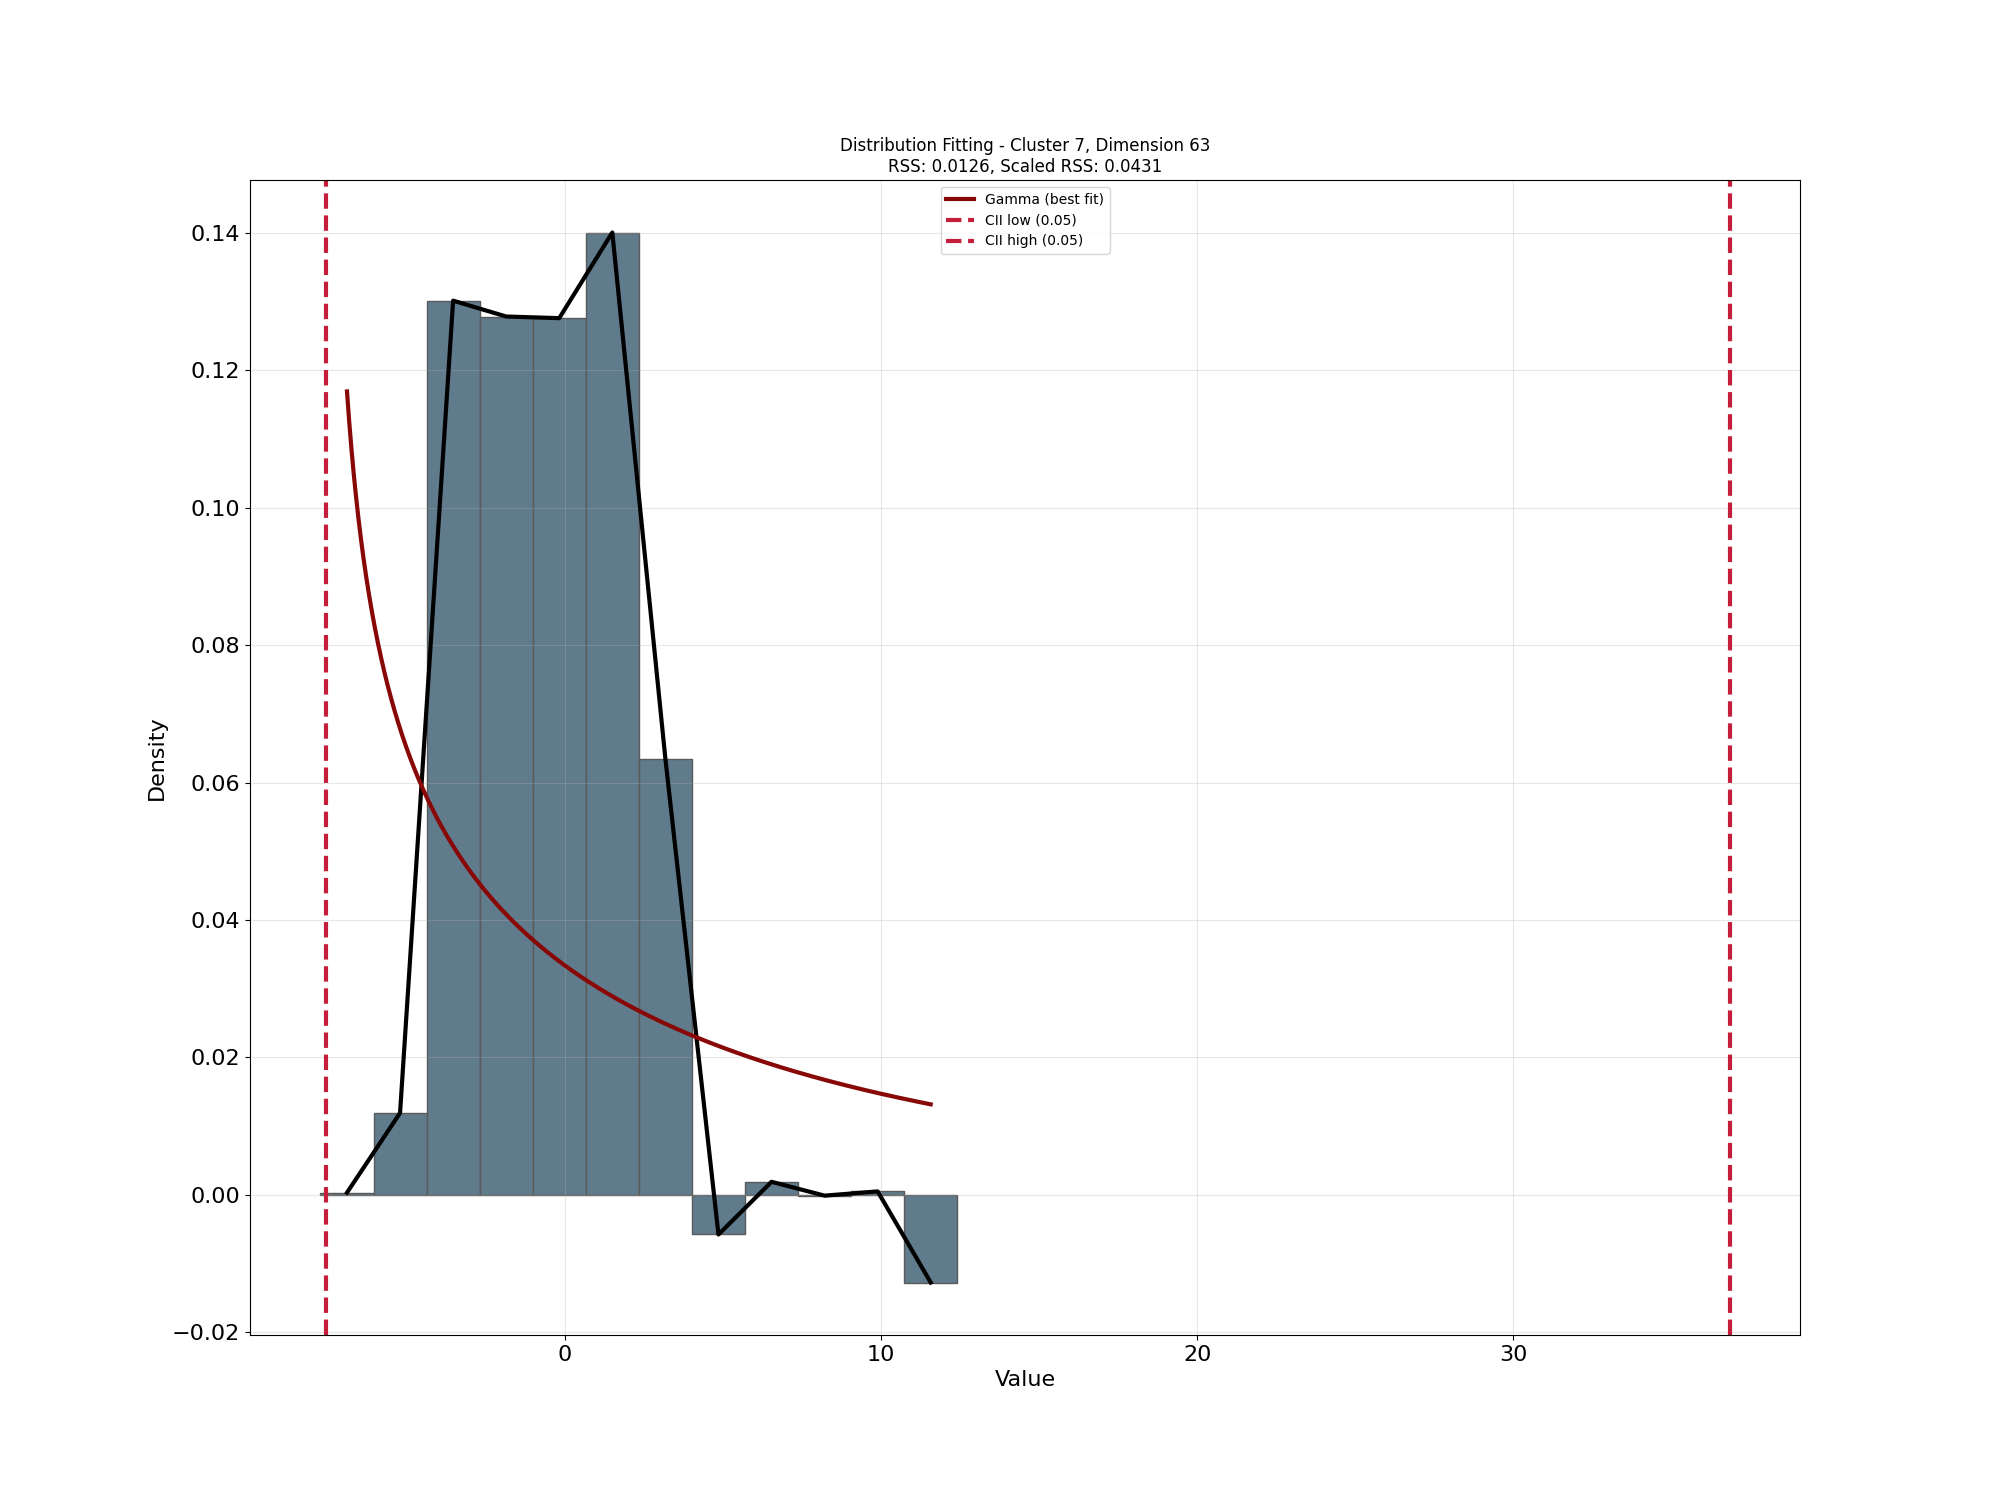 Distribution Fitting - Cluster 7, Dimension 63
RSS: 0.0126, Scaled RSS: 0.0431
Gamma (best fit)
CII low (0.05)
CII high (0.05)
0.14
0.12
0.10
0.08
0.06
0.04
0.02
0.00
−0.02
Density
0 10 20 30
Value